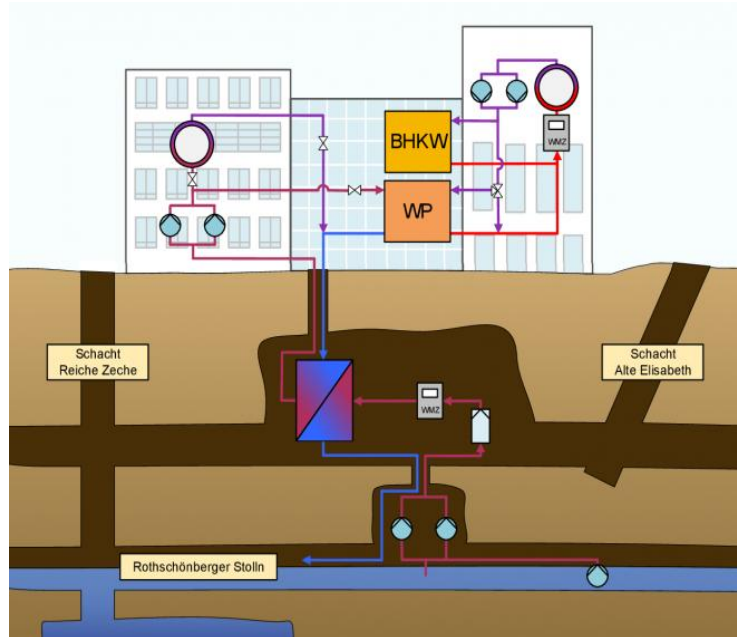 BHKW
WMZ
WP
Schacht
Reiche Zeche
Schacht
Alte Elisabeth
WMZ
Rothschönberger Stolln